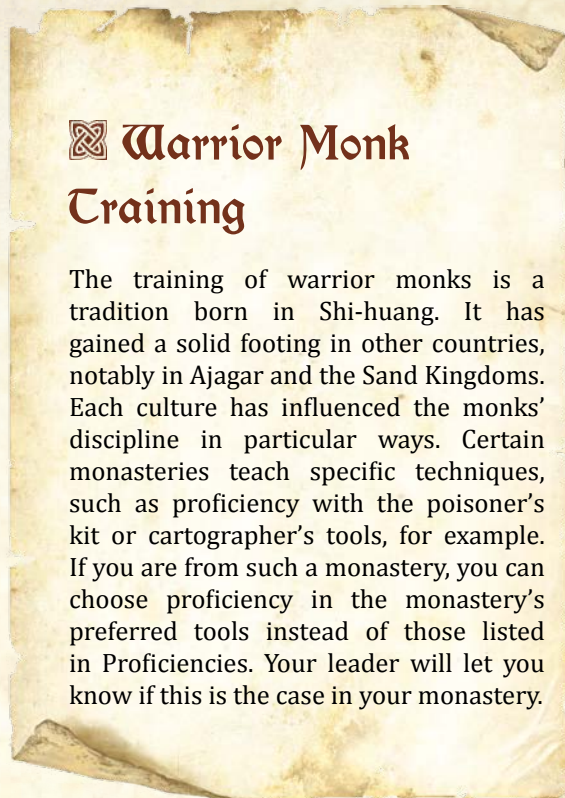 Warrior Monk
Training
The training of warrior monks is a
tradition born in Shi-huang. It has
gained a solid footing in other countries,
notably in Ajagar and the Sand Kingdoms.
Each culture has influenced the monks’
discipline in particular ways. Certain
monasteries teach specific techniques,
such as proficiency with the poisoner’s
kit or cartographer’s tools, for example.
If you are from such a monastery, you can
choose proficiency in the monastery’s
preferred tools instead of those listed
in Proficiencies. Your leader will let you
know if this is the case in your monastery.